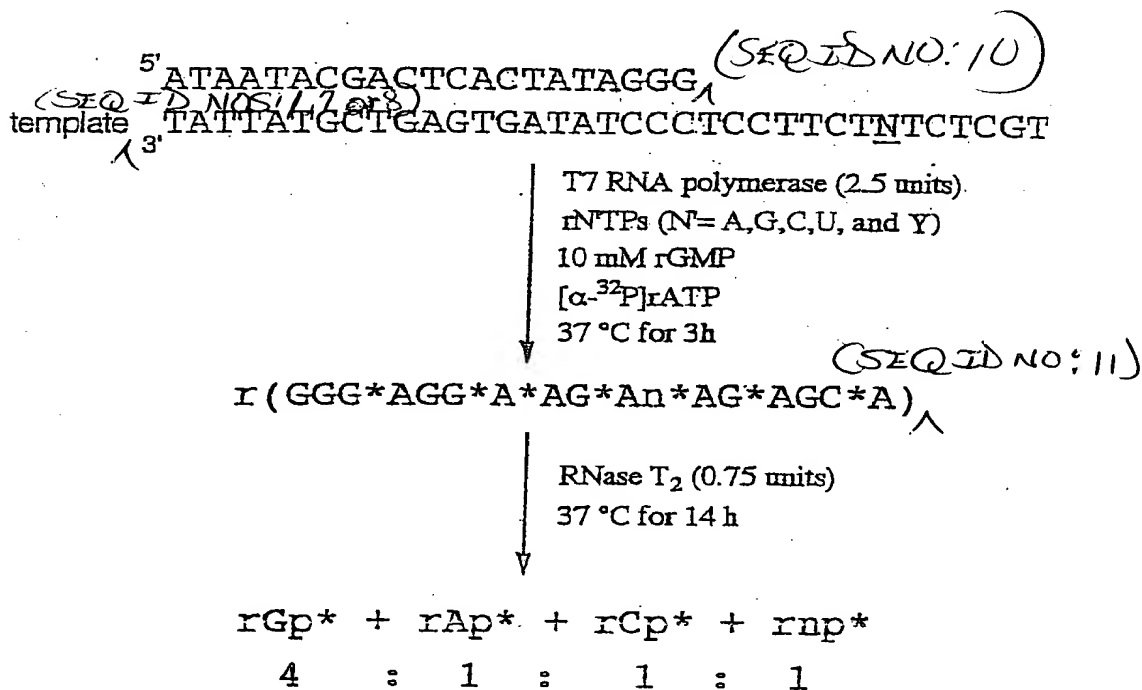 5' ATAATACGACTCACTATAGGG (SEQ ID NO: 10)
(SEQ ID NOS: 1, 7 or 8)
template 3' TATTATGCTGAGTGATATCCCTCCTTCTNTCTCGT
T7 RNA polymerase (2.5 units)
rNTPs (N = A,G,C,U, and Y)
10 mM rGMP
[α-³²P]rATP
37 °C for 3h
(SEQ ID NO: 11)
r(GGG*AGG*A*AG*An*AG*AGC*A)
RNase T₂ (0.75 units)
37 °C for 14 h
rGp* + rAp* + rCp* + rnp*
4 : 1 : 1 : 1